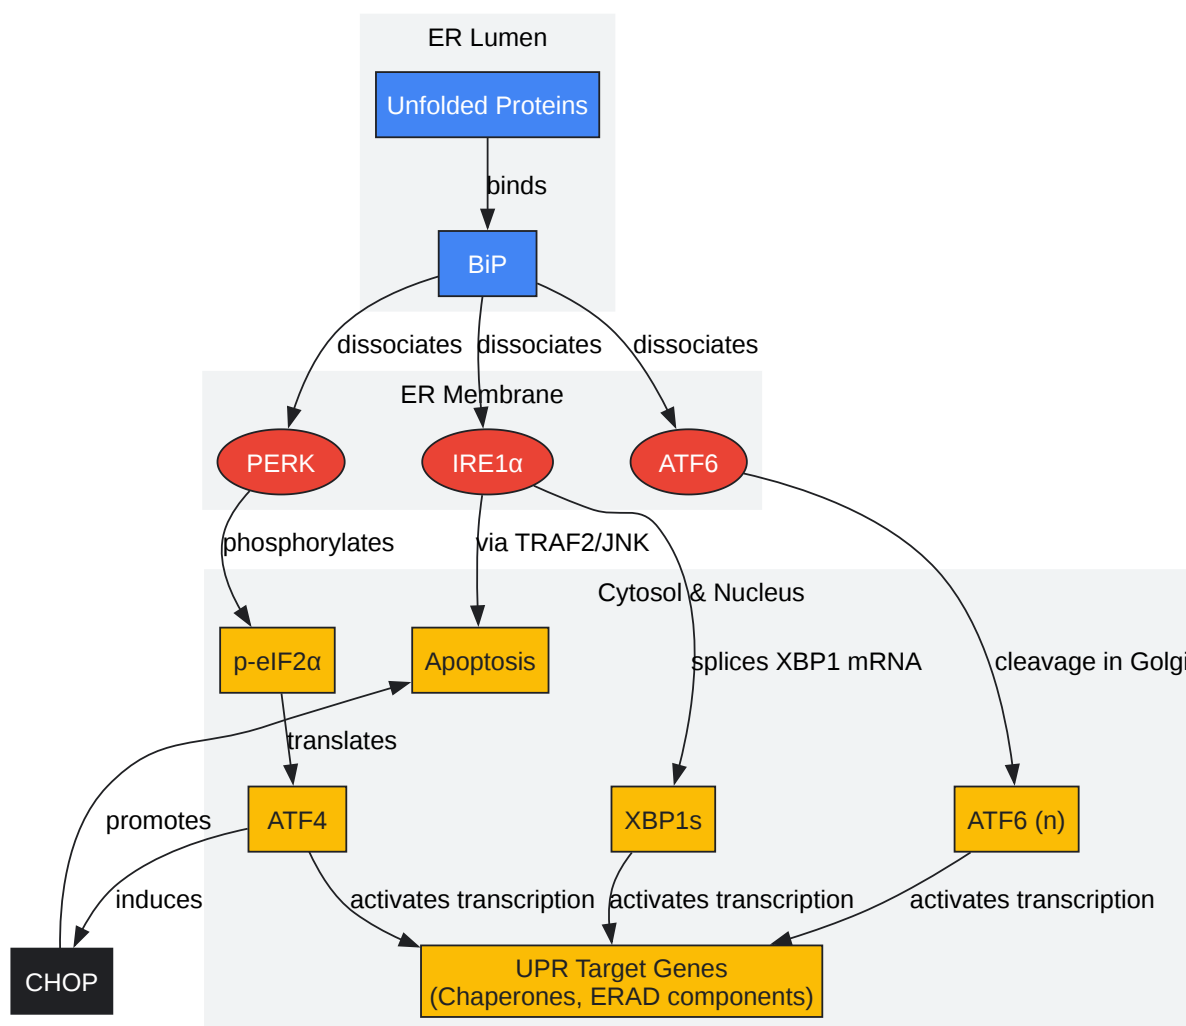 ER Lumen
Unfolded Proteins
binds
BiP
dissociates
dissociates
dissociates
ER Membrane
PERK
IRE1α
ATF6
phosphorylates
via TRAF2/JNK
Cytosol & Nucleus
p-eIF2α
Apoptosis
splices XBP1 mRNA
cleavage in Golgi
translates
promotes
ATF4
XBP1s
ATF6 (n)
induces
activates transcription
activates transcription
activates transcription
CHOP
UPR Target Genes
(Chaperones, ERAD components)